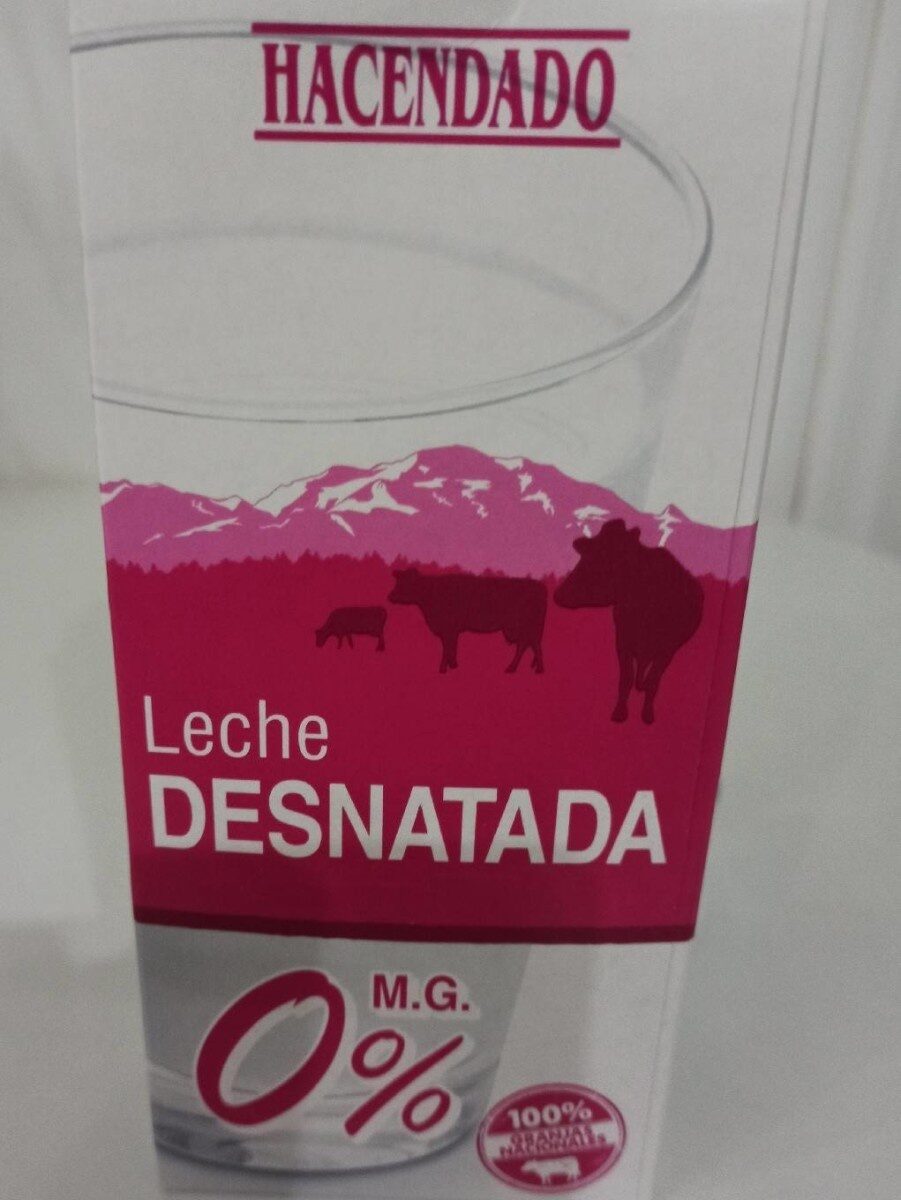 HACENDADO
Leche
DESNATADA
M.G.
0%
100%
GRANJAS
NACIONALES